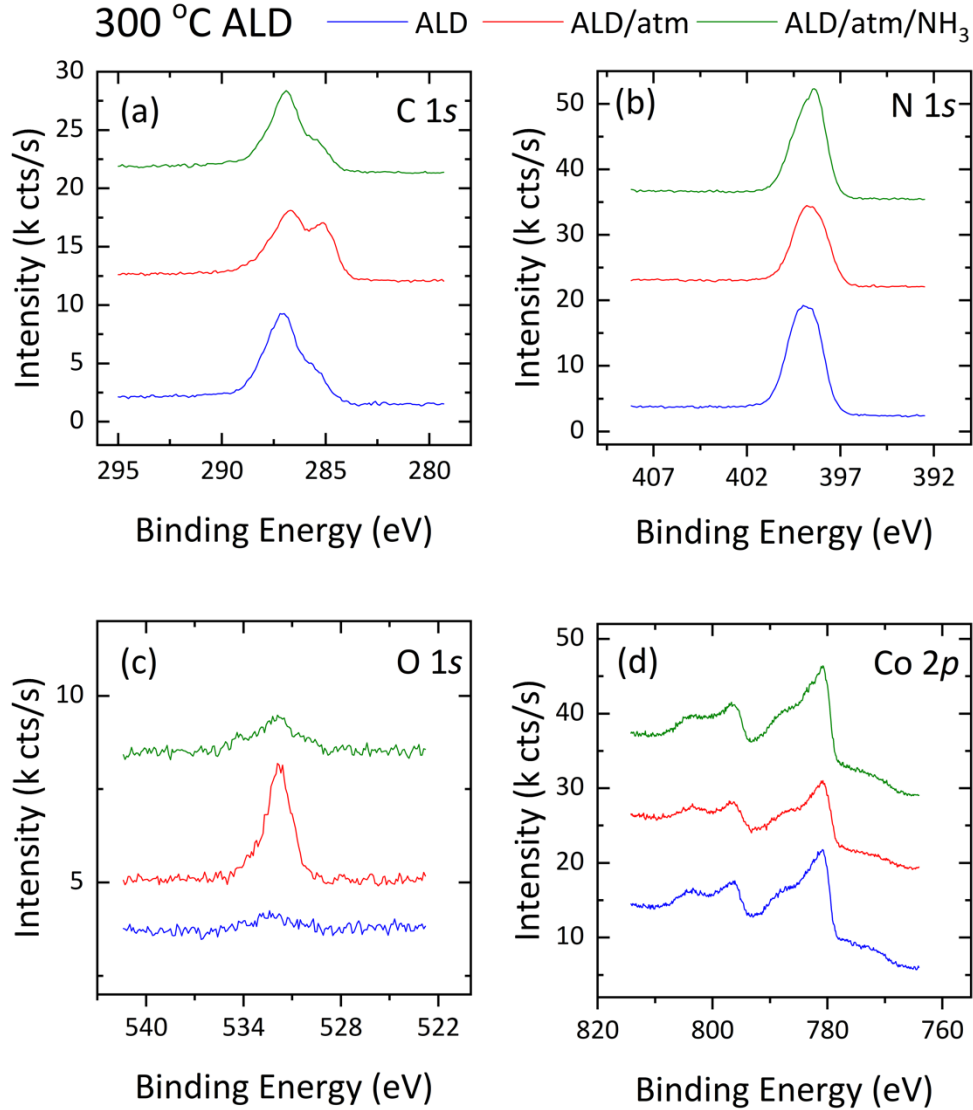 300 °C ALD — ALD — ALD/atm — ALD/atm/NH₃
(a) C 1s
30
25
20
15
10
5
0
Intensity (k cts/s)
295 290 285 280
Binding Energy (eV)
(b) N 1s
50
40
30
20
10
0
Intensity (k cts/s)
407 402 397 392
Binding Energy (eV)
(c) O 1s
10
5
Intensity (k cts/s)
540 534 528 522
Binding Energy (eV)
(d) Co 2p
50
40
30
20
10
Intensity (k cts/s)
820 800 780 760
Binding Energy (eV)